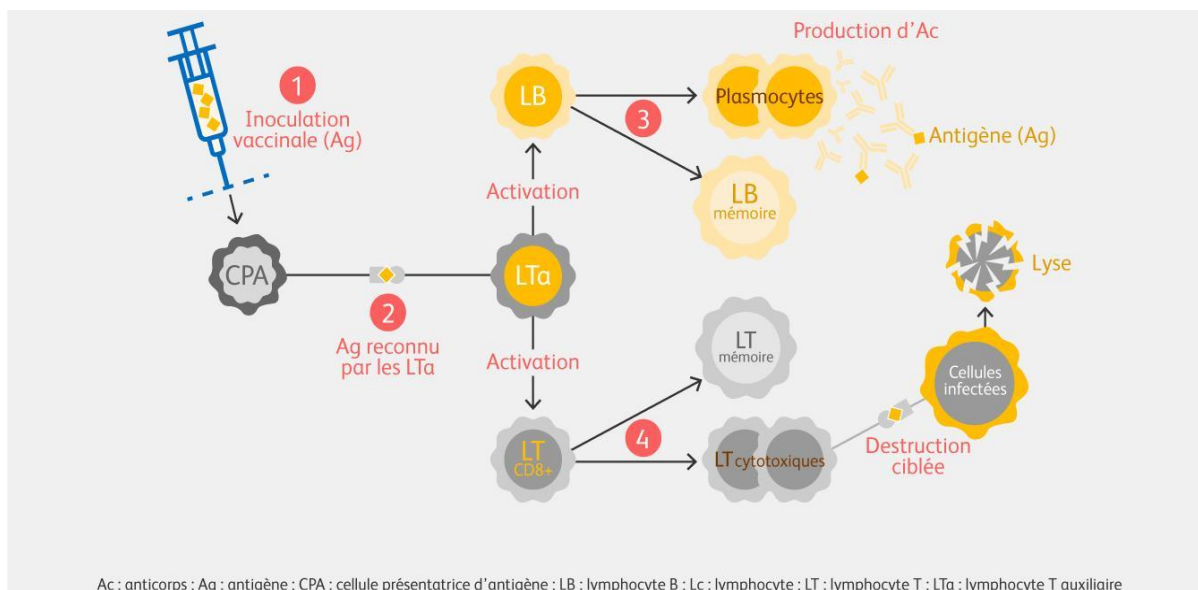 1
Inoculation
vaccinale (Ag)
CPA
2
Ag reconnu
par les LTa
LTa
Activation
LB
3
Plasmocytes
Production d'Ac
Antigène (Ag)
LB
mémoire
Activation
LT
CD8+
4
LT
mémoire
LT cytotoxiques
Destruction
ciblée
Cellules
infectées
Lyse
Ac : anticorps ; Ag : antigène ; CPA : cellule présentatrice d'antigène ; LB : lymphocyte B ; Lc : lymphocyte ; LT : lymphocyte T ; LTa : lymphocyte T auxiliaire